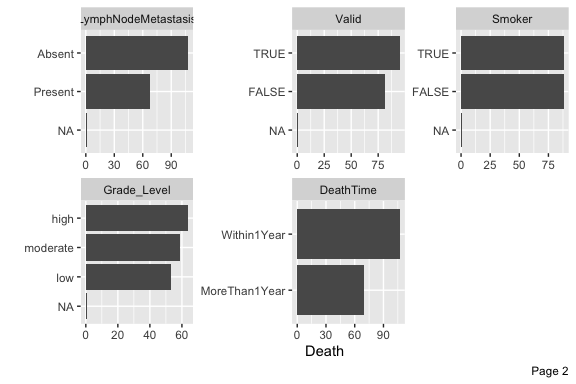 LymphNodeMetastasis
Absent
Present
NA
0 30 60 90
Valid
TRUE
FALSE
NA
0 25 50 75
Smoker
TRUE
FALSE
NA
0 25 50 75
Grade_Level
high
moderate
low
NA
0 20 40 60
DeathTime
Within1Year
MoreThan1Year
0 30 60 90
Death
Page 2